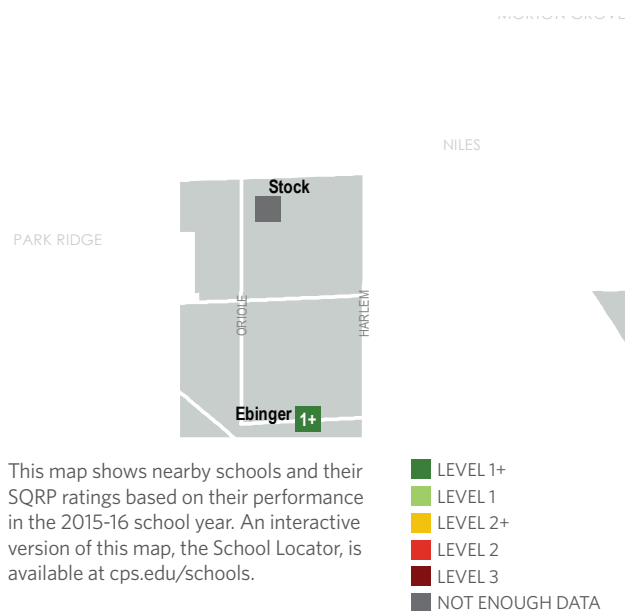 MORTON GROVE
NILES
Stock
PARK RIDGE
ORIOLE
HARLEM
Ebinger 1+
This map shows nearby schools and their
SQRP ratings based on their performance
in the 2015-16 school year. An interactive
version of this map, the School Locator, is
available at cps.edu/schools.
LEVEL 1+
LEVEL 1
LEVEL 2+
LEVEL 2
LEVEL 3
NOT ENOUGH DATA